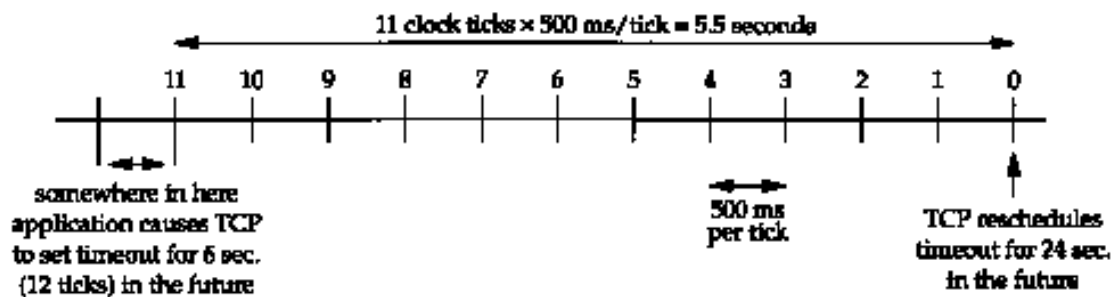 11 clock ticks × 500 ms/tick = 5.5 seconds
11 10 9 8 7 6 5 4 3 2 1 0
somewhere in here
application causes TCP
to set timeout for 6 sec.
(12 ticks) in the future
500 ms
per tick
TCP reschedules
timeout for 24 sec.
in the future